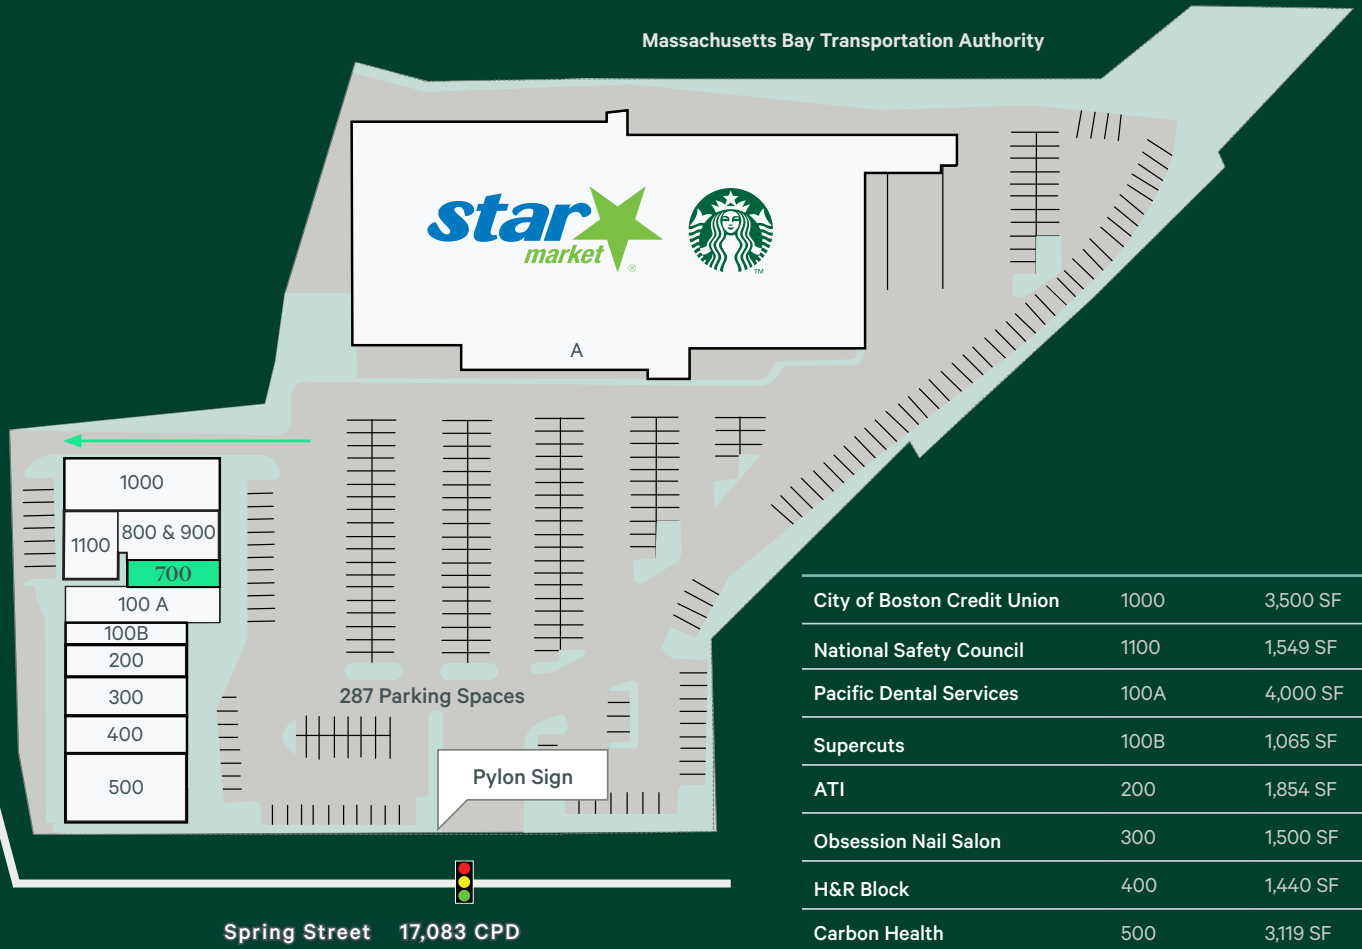 Massachusetts Bay Transportation Authority
star
market®
TM
A
1000
800 & 900
1100
700
100 A
100B
200
300
400
500
287 Parking Spaces
Pylon Sign
Spring Street 17,083 CPD
City of Boston Credit Union 1000 3,500 SF
National Safety Council 1100 1,549 SF
Pacific Dental Services 100A 4,000 SF
Supercuts 100B 1,065 SF
ATI 200 1,854 SF
Obsession Nail Salon 300 1,500 SF
H&R Block 400 1,440 SF
Carbon Health 500 3,119 SF